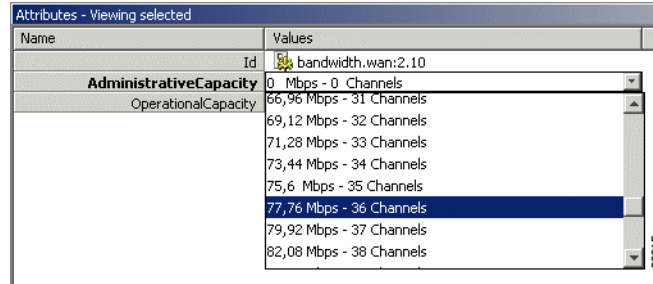 Attributes - Viewing selected
Name Values
Id bandwidth.wan:2.10
AdministrativeCapacity 0 Mbps - 0 Channels
OperationalCapacity 66,96 Mbps - 31 Channels
69,12 Mbps - 32 Channels
71,28 Mbps - 33 Channels
73,44 Mbps - 34 Channels
75,6 Mbps - 35 Channels
77,76 Mbps - 36 Channels
79,92 Mbps - 37 Channels
82,08 Mbps - 38 Channels